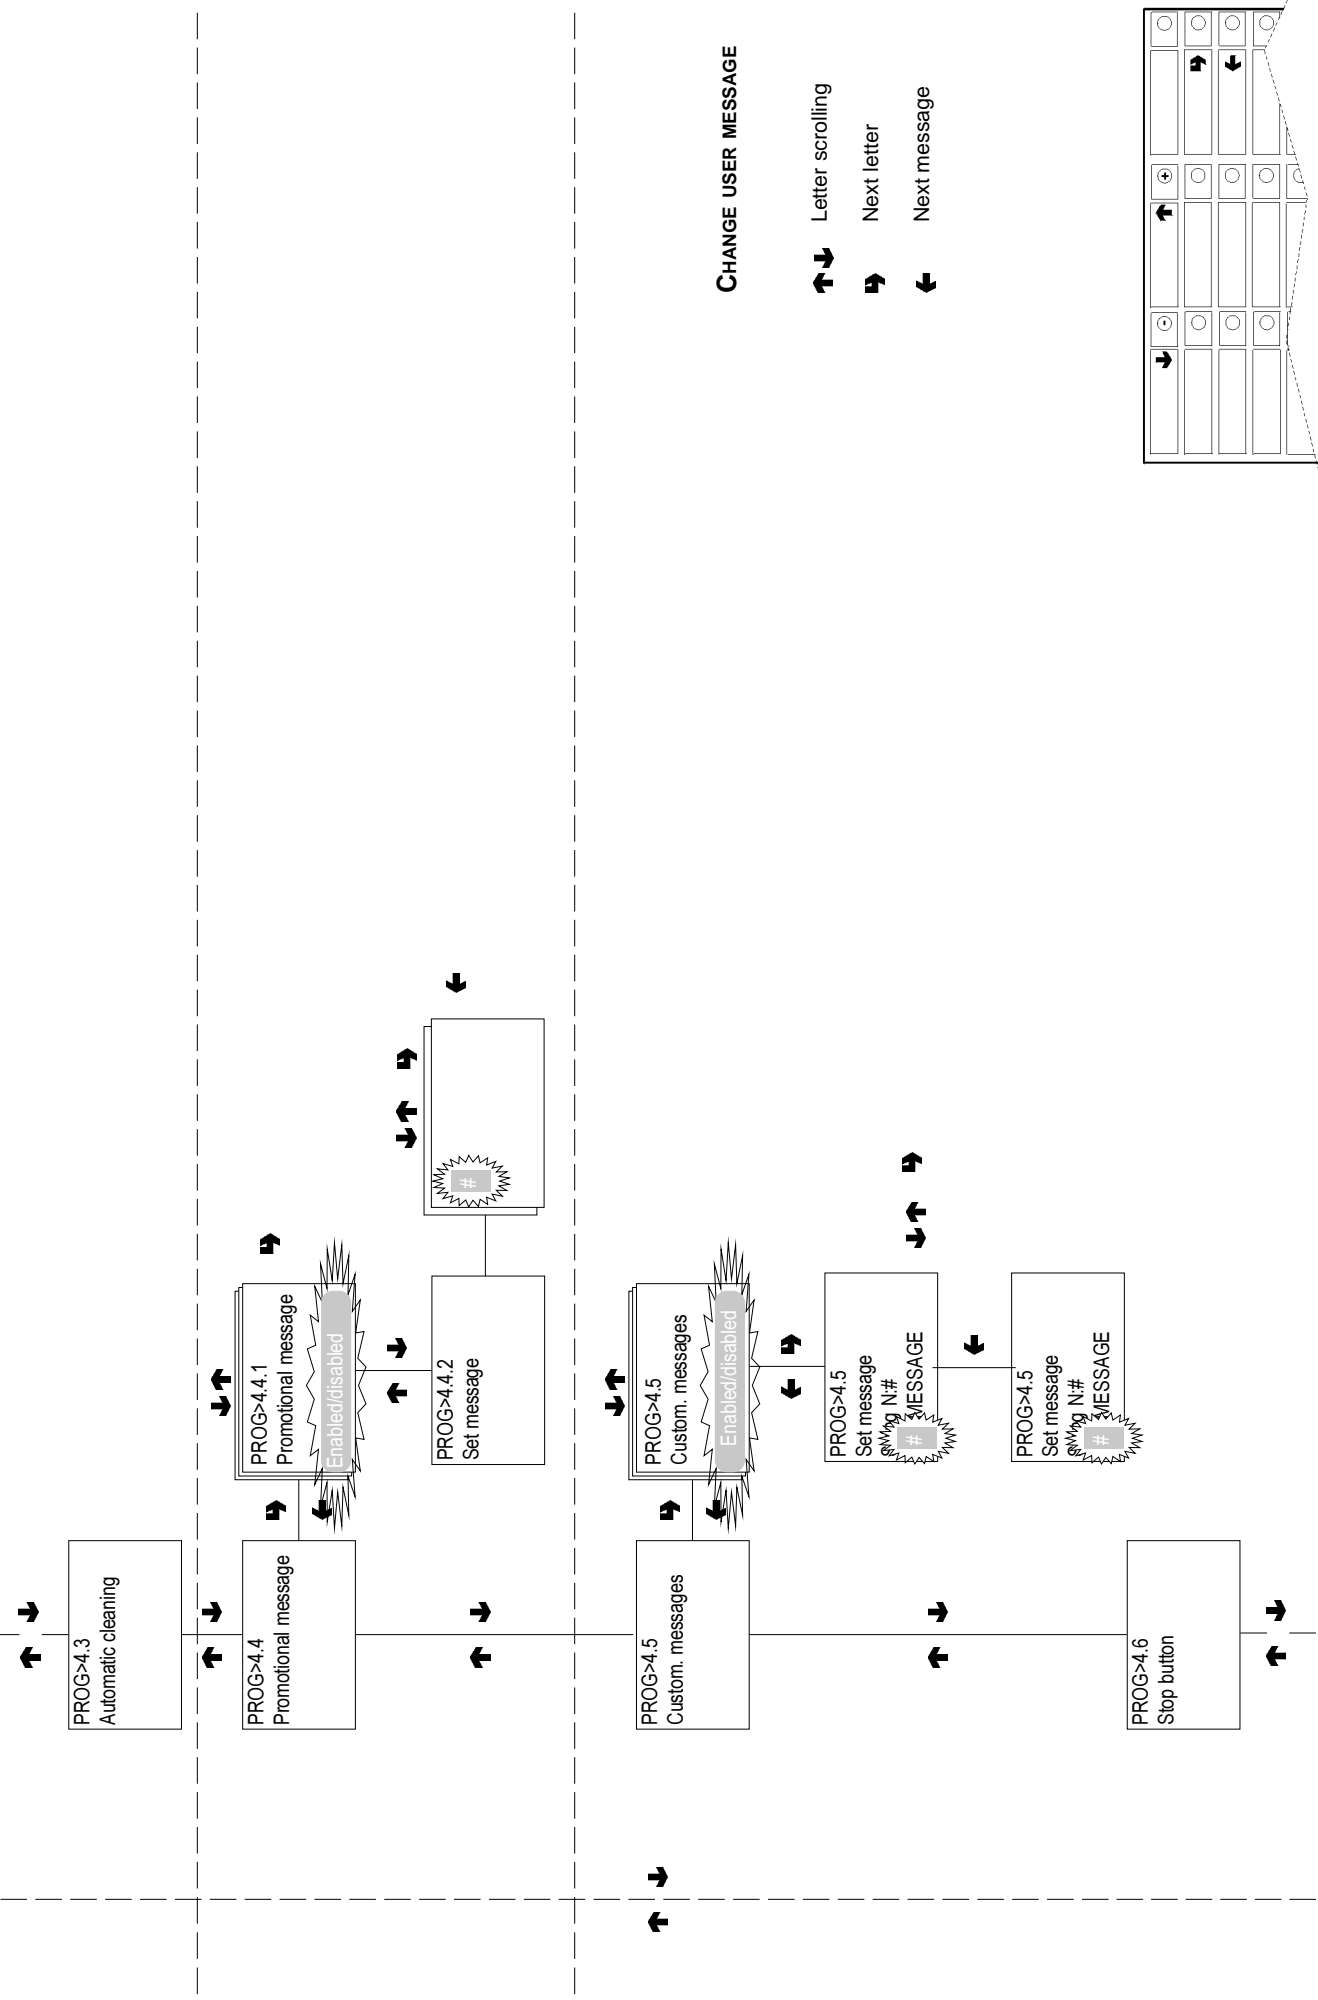 PROG>4.3
Automatic cleaning
PROG>4.4
Promotional message
PROG>4.4.1
Promotional message
Enabled/disabled
PROG>4.4.2
Set message
#
PROG>4.5
Custom. messages
PROG>4.5
Custom. messages
Enabled/disabled
PROG>4.5
Set message
g N:#
# MESSAGE
PROG>4.5
Set message
g N:#
# MESSAGE
PROG>4.6
Stop button
CHANGE USER MESSAGE
Letter scrolling
Next letter
Next message
- +